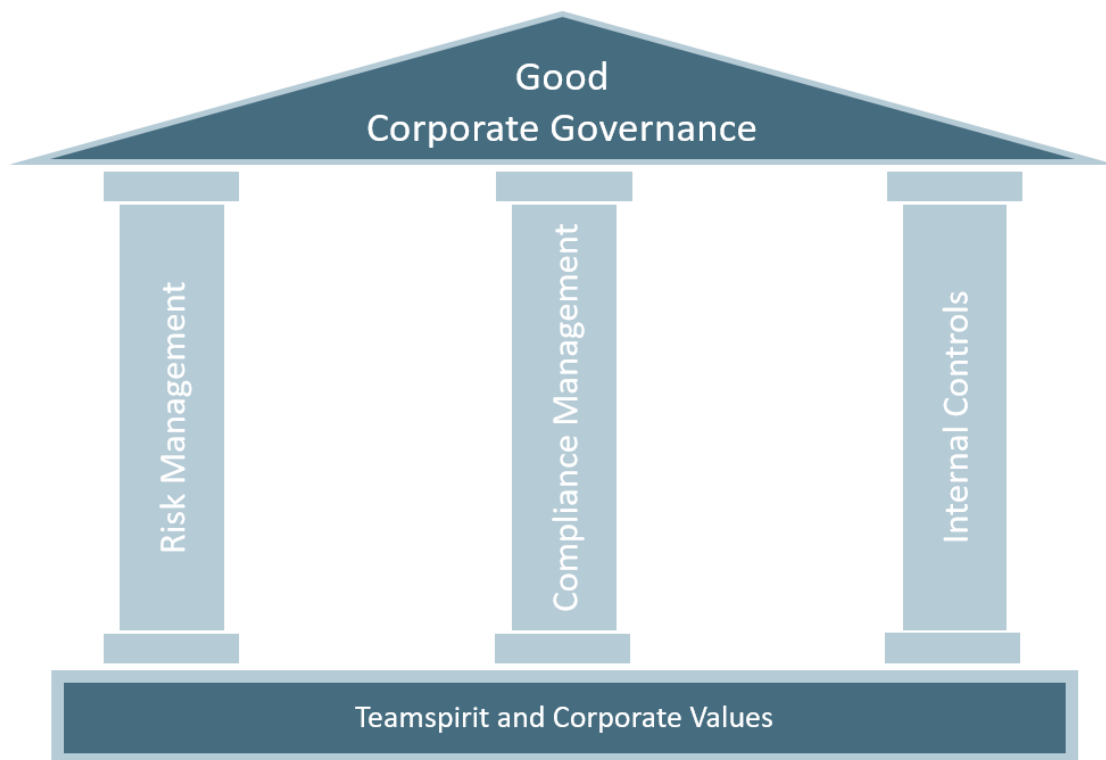 Good
Corporate Governance
Risk Management
Compliance Management
Internal Controls
Teamspirit and Corporate Values